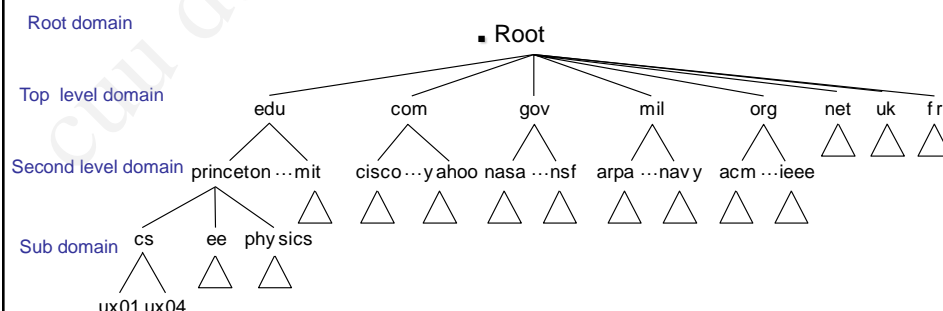 Root domain
. Root
Top level domain
edu com gov mil org net uk fr
Second level domain princeton ...mit cisco...yahoo nasa ...nsf arpa ...navy acm ...ieee
Sub domain cs ee physics
ux01 ux04
cuu d